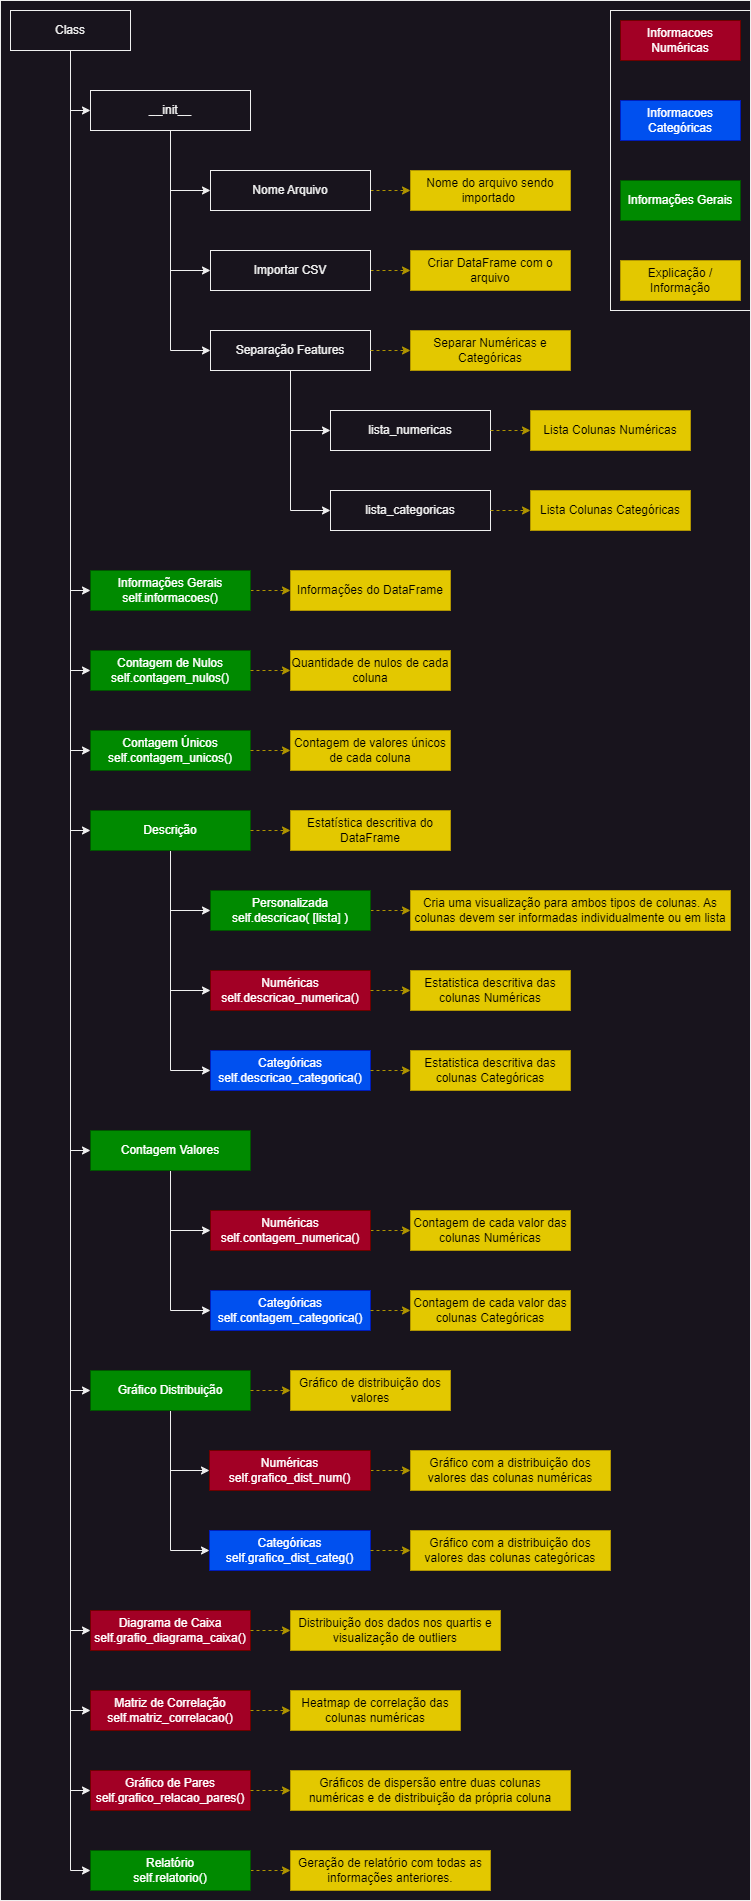 Class
Informacoes
Numéricas
Informacoes
Categóricas
Informações Gerais
Explicação /
Informação
__init__
Nome Arquivo
Nome do arquivo sendo
importado
Importar CSV
Criar DataFrame com o
arquivo
Separação Features
Separar Numéricas e
Categóricas
lista_numericas
Lista Colunas Numéricas
lista_categoricas
Lista Colunas Categóricas
Informações Gerais
self.informacoes()
Informações do DataFrame
Contagem de Nulos
self.contagem_nulos()
Quantidade de nulos de cada
coluna
Contagem Únicos
self.contagem_unicos()
Contagem de valores únicos
de cada coluna
Descrição
Estatística descritiva do
DataFrame
Personalizada
self.descricao( [lista] )
Cria uma visualização para ambos tipos de colunas. As
colunas devem ser informadas individualmente ou em lista
Numéricas
self.descricao_numerica()
Estatistica descritiva das
colunas Numéricas
Categóricas
self.descricao_categorica()
Estatistica descritiva das
colunas Categóricas
Contagem Valores
Numéricas
self.contagem_numerica()
Contagem de cada valor das
colunas Numéricas
Categóricas
self.contagem_categorica()
Contagem de cada valor das
colunas Categóricas
Gráfico Distribuição
Gráfico de distribuição dos
valores
Numéricas
self.grafico_dist_num()
Gráfico com a distribuição dos
valores das colunas numéricas
Categóricas
self.grafico_dist_categ()
Gráfico com a distribuição dos
valores das colunas categóricas
Diagrama de Caixa
self.grafio_diagrama_caixa()
Distribuição dos dados nos quartis e
visualização de outliers
Matriz de Correlação
self.matriz_correlacao()
Heatmap de correlação das
colunas numéricas
Gráfico de Pares
self.grafico_relacao_pares()
Gráficos de dispersão entre duas colunas
numéricas e de distribuição da própria coluna
Relatório
self.relatorio()
Geração de relatório com todas as
informações anteriores.